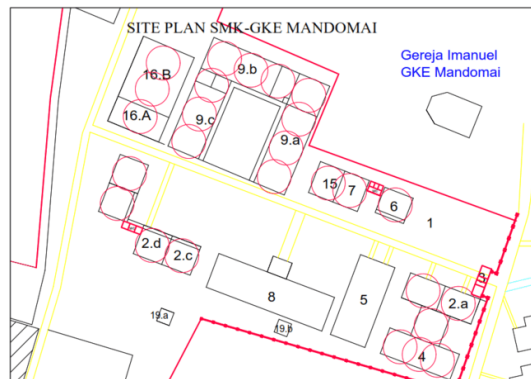 SITE PLAN SMK-GKE MANDOMAI
Gereja Imanuel
GKE Mandomai
16.B
9.b
16.A
9.c
9.a
15
7
6
1
2.d
2.c
3
8
5
2.a
19.a
19.b
4